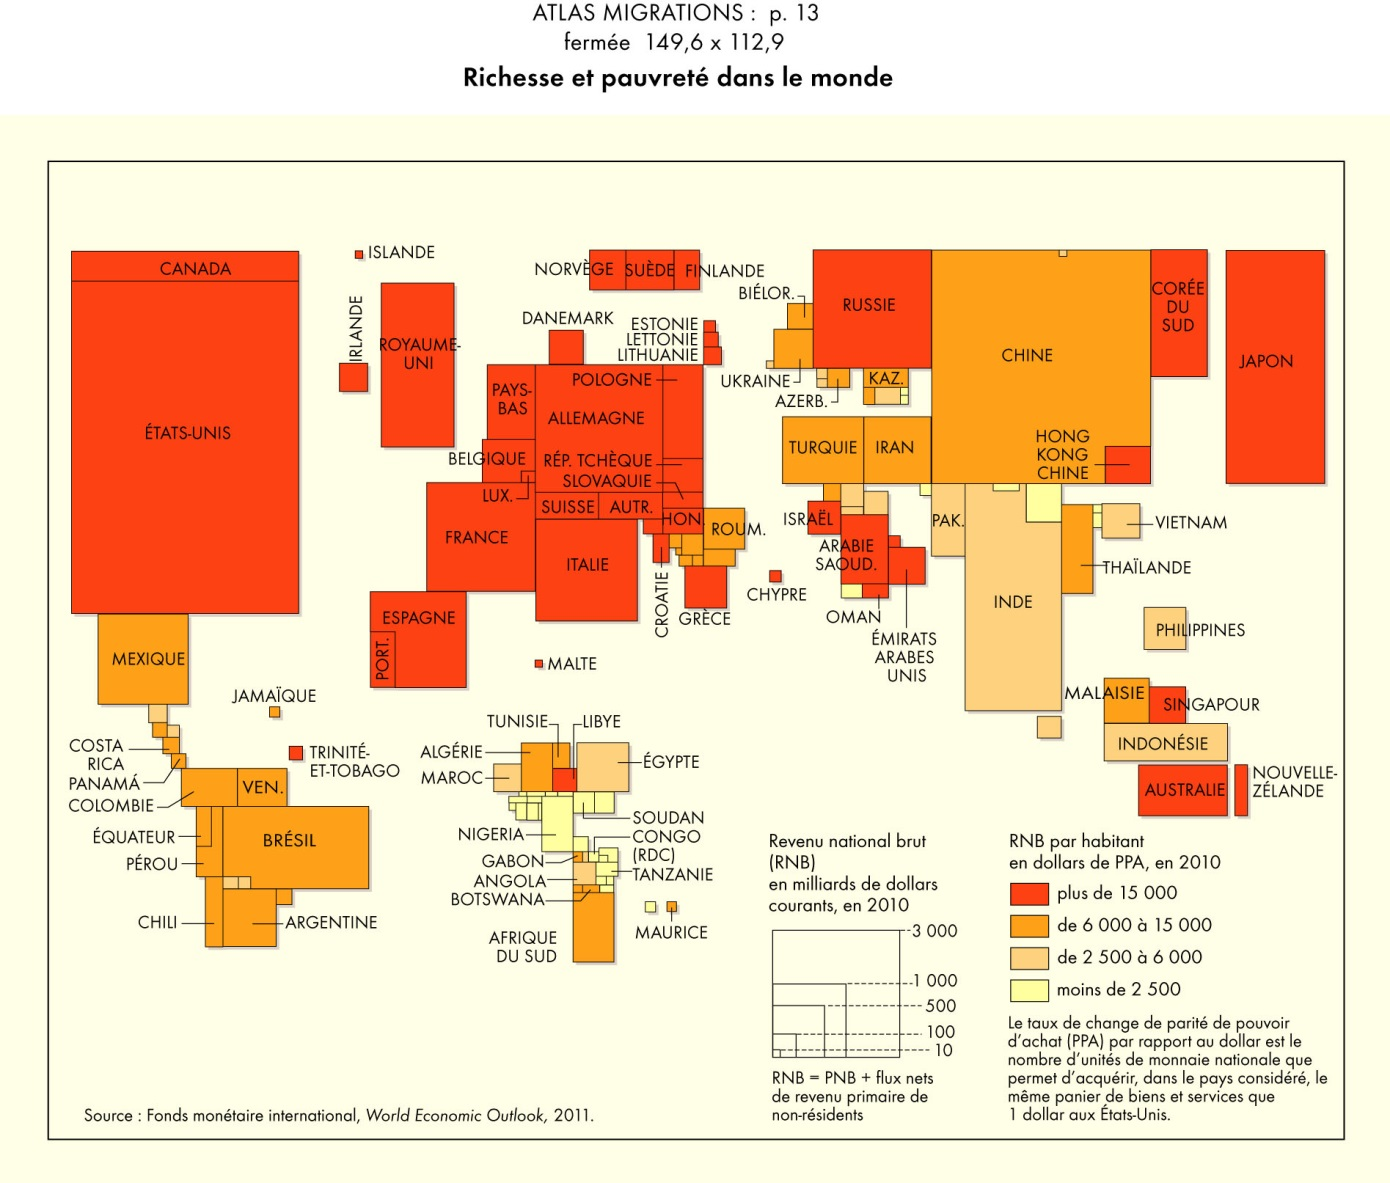 ATLAS MIGRATIONS : p. 13
fermée 149,6 x 112,9
Richesse et pauvreté dans le monde
CANADA
ÉTATS-UNIS
MEXIQUE
JAMAÏQUE
COSTA
RICA
PANAMÁ
COLOMBIE
VEN.
TRINITÉ-
ET-TOBAGO
ÉQUATEUR
PÉROU
BRÉSIL
CHILI
ARGENTINE
ISLANDE
IRLANDE
ROYAUME-
UNI
NORVÈGE
SUÈDE
FINLANDE
DANEMARK
ESTONIE
LETTONIE
LITHUANIE
PAYS-
BAS
POLOGNE
ALLEMAGNE
BELGIQUE
RÉP. TCHÈQUE
SLOVAQUIE
LUX.
SUISSE
AUTR.
HON.
ROUM.
FRANCE
ITALIE
CROATIE
GRÈCE
ESPAGNE
PORT.
MALTE
CHYPRE
BIÉLOR.
RUSSIE
UKRAINE
AZERB.
KAZ.
TURQUIE
IRAN
ISRAËL
ARABIE
SAOUD.
OMAN
ÉMIRATS
ARABES
UNIS
CHINE
HONG
KONG
CHINE
CORÉE
DU
SUD
JAPON
PAK.
INDE
VIETNAM
THAÏLANDE
PHILIPPINES
MALAISIE
SINGAPOUR
INDONÉSIE
AUSTRALIE
NOUVELLE-
ZÉLANDE
TUNISIE
LIBYE
ALGÉRIE
MAROC
ÉGYPTE
SOUDAN
NIGERIA
CONGO
(RDC)
GABON
TANZANIE
ANGOLA
BOTSWANA
MAURICE
AFRIQUE
DU SUD
Revenu national brut
(RNB)
en milliards de dollars
courants, en 2010
3 000
1 000
500
100
10
RNB = PNB + flux nets
de revenu primaire de
non-résidents
RNB par habitant
en dollars de PPA, en 2010
plus de 15 000
de 6 000 à 15 000
de 2 500 à 6 000
moins de 2 500
Le taux de change de parité de pouvoir
d'achat (PPA) par rapport au dollar est le
nombre d'unités de monnaie nationale que
permet d'acquérir, dans le pays considéré, le
même panier de biens et services que
1 dollar aux États-Unis.
Source : Fonds monétaire international, World Economic Outlook, 2011.